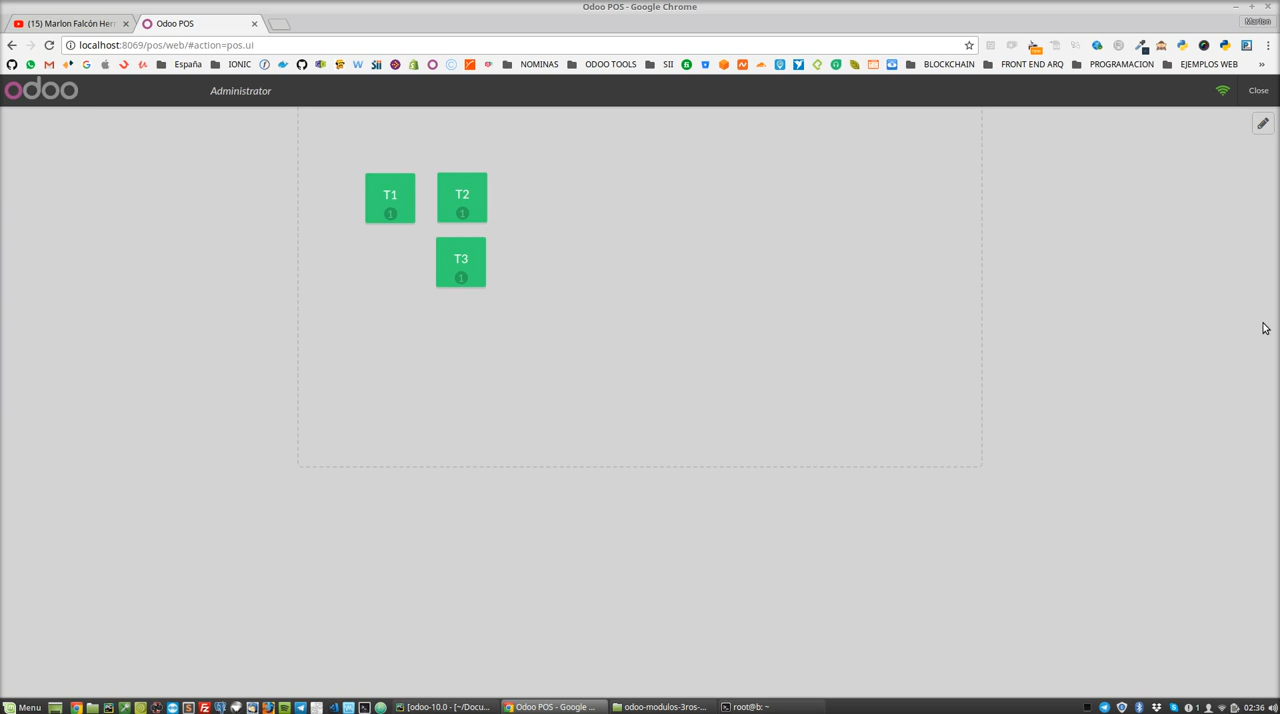 Odoo POS - Google Chrome
(15) Marlon Falcón Her
Odoo POS
Marlon
localhost:8069/pos/web/#action=pos.ui
España
IONIC
NOMINAS
ODOO TOOLS
SII
BLOCKCHAIN
FRONT END ARQ
PROGRAMACION
EJEMPLOS WEB
»
odoo
Administrator
Close
T1
1
T2
1
T3
1
Menu
[odoo-10.0 - [~/Docu...
Odoo POS - Google ...
odoo-modulos-3ros-...
root@b: ~
1
02:36